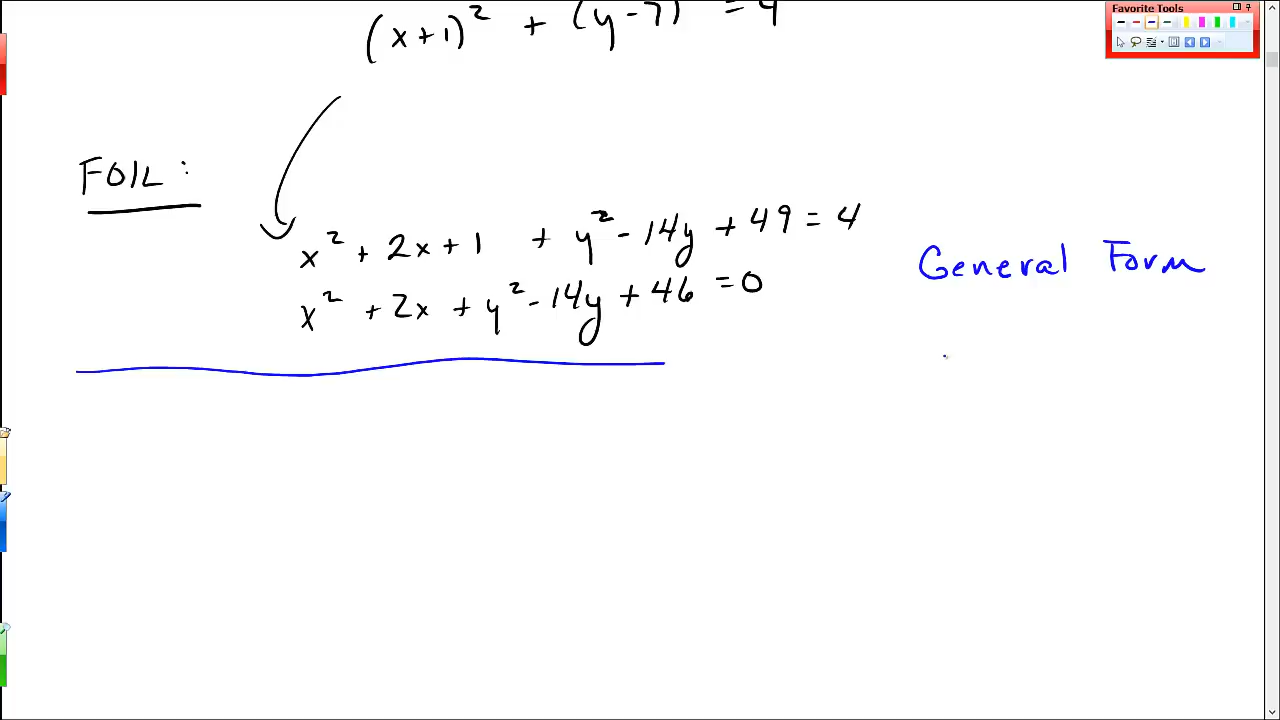 Favorite Tools
(x+1)² + (y-7) = 4
FOIL:
x² + 2x + 1 + y² - 14y + 49 = 4
General Form
x² + 2x + y² - 14y + 46 = 0